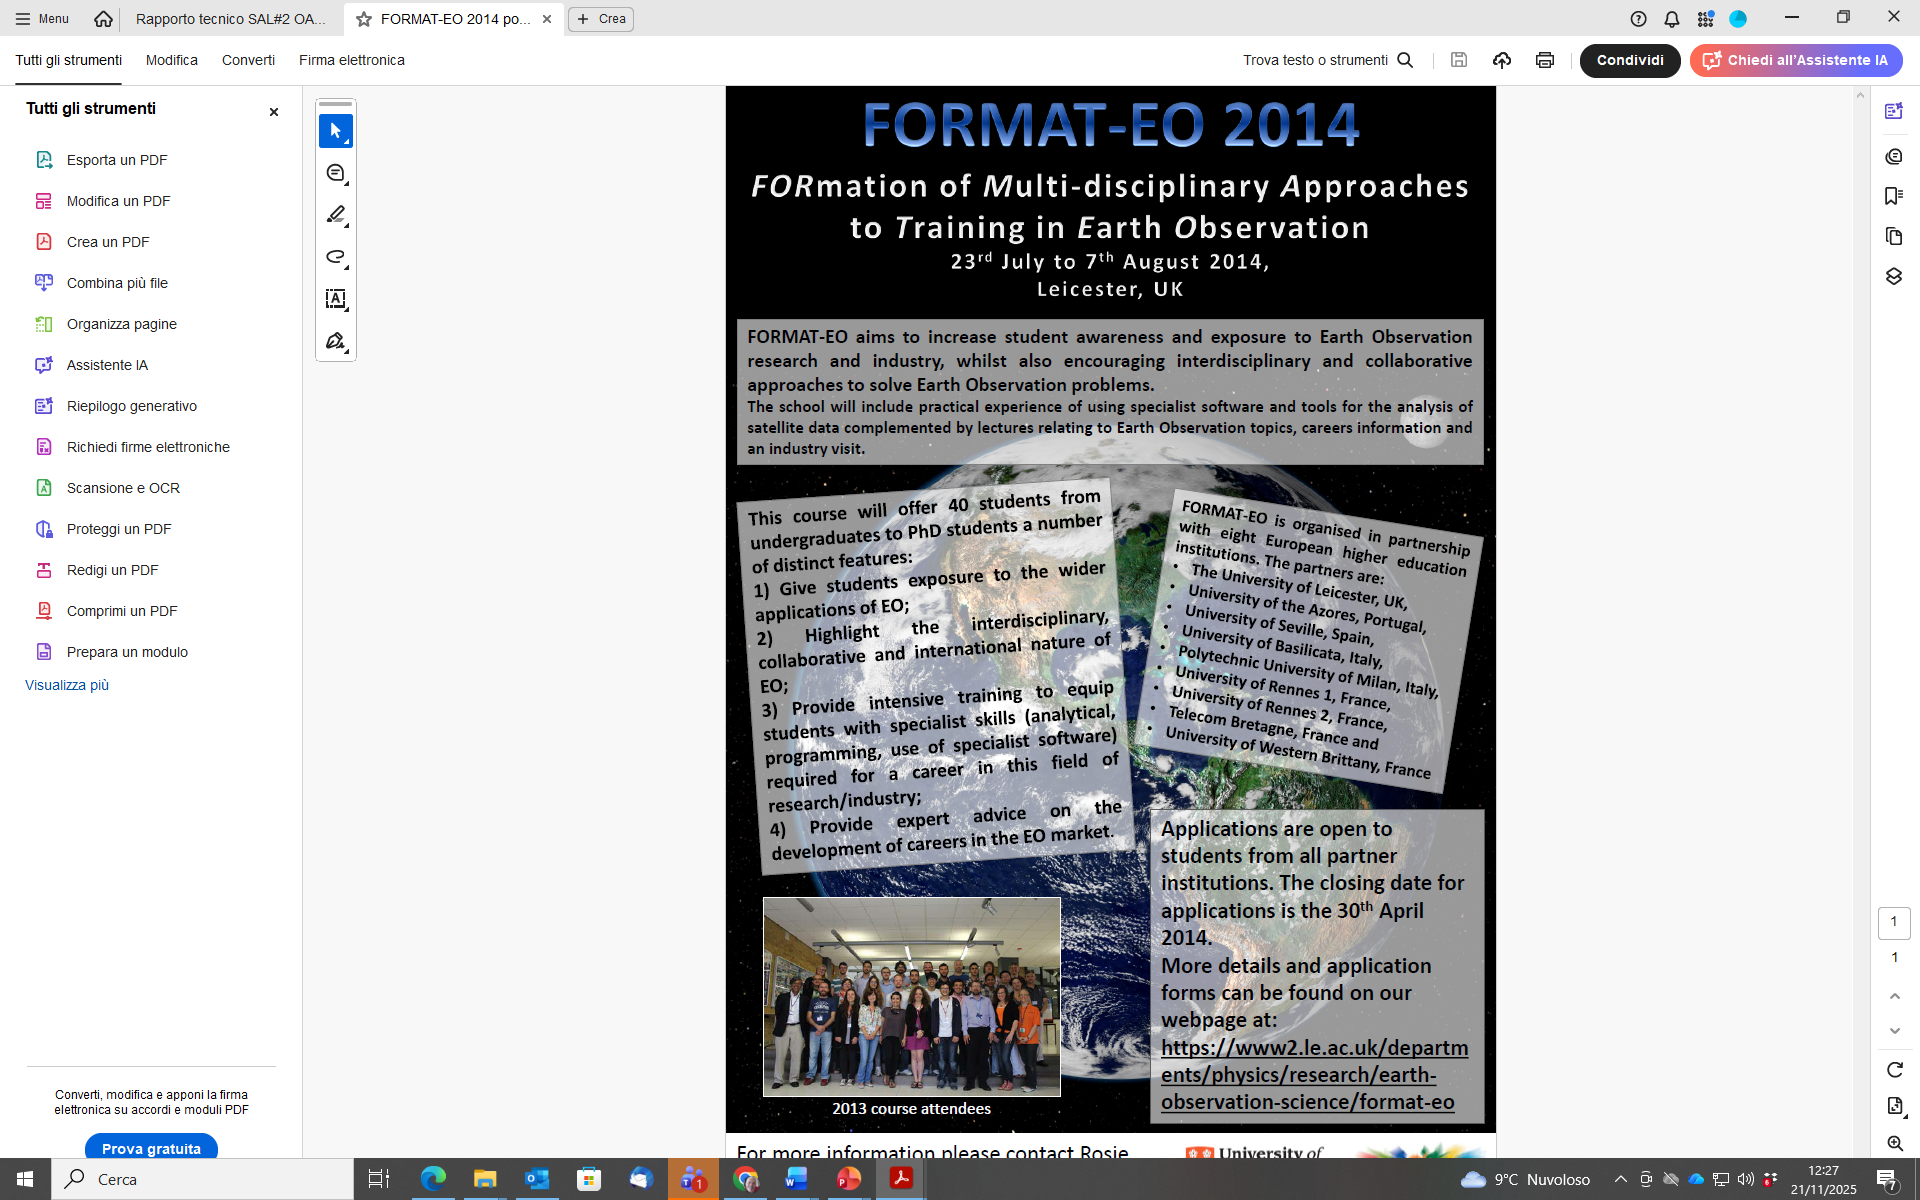 Menu
Rapporto tecnico SAL#2 OA...
FORMAT-EO 2014 po...
Crea
Tutti gli strumenti
Modifica
Converti
Firma elettronica
Trova testo o strumenti
Condividi
Chiedi all'Assistente IA
Tutti gli strumenti
Esporta un PDF
Modifica un PDF
Crea un PDF
Combina più file
Organizza pagine
Assistente IA
Riepilogo generativo
Richiedi firme elettroniche
Scansione e OCR
Proteggi un PDF
Redigi un PDF
Comprimi un PDF
Prepara un modulo
Visualizza più
Converti, modifica e apponi la firma
elettronica su accordi e moduli PDF
Prova gratuita
FORMAT-EO 2014
FORmation of Multi-disciplinary Approaches
to Training in Earth Observation
23rd July to 7th August 2014,
Leicester, UK
FORMAT-EO aims to increase student awareness and exposure to Earth Observation
research and industry, whilst also encouraging interdisciplinary and collaborative
approaches to solve Earth Observation problems.
The school will include practical experience of using specialist software and tools for the analysis of
satellite data complemented by lectures relating to Earth Observation topics, careers information and
an industry visit.
This course will offer 40 students from
undergraduates to PhD students a number
of distinct features:
1) Give students exposure to the wider
applications of EO;
2) Highlight the interdisciplinary,
collaborative and international nature of
EO;
3) Provide intensive training to equip
students with specialist skills (analytical,
programming, use of specialist software)
required for a career in this field of
research/industry;
4) Provide expert advice on the
development of careers in the EO market.
FORMAT-EO is organised in partnership
with eight European higher education
institutions. The partners are:
• The University of Leicester, UK,
• University of the Azores, Portugal,
• University of Seville, Spain,
• University of Basilicata, Italy,
• Polytechnic University of Milan, Italy,
• University of Rennes 1, France,
• University of Rennes 2, France,
• Telecom Bretagne, France and
• University of Western Brittany, France
Applications are open to
students from all partner
institutions. The closing date for
applications is the 30th April
2014.
More details and application
forms can be found on our
webpage at:
https://www2.le.ac.uk/departm
ents/physics/research/earth-
observation-science/format-eo
2013 course attendees
For more information please contact Rosie
University of
1
1
Cerca
1
9°C Nuvoloso
12:27
21/11/2025
7